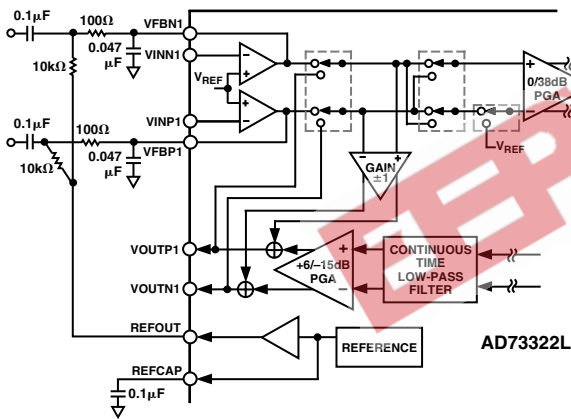 0.1μF
100Ω
VFBN1
0.047
μF
VINN1
10kΩ
VREF
VINP1
0.1μF
100Ω
VFBP1
10kΩ
0.047
μF
+
0/38dB
PGA
–
VREF
GAIN
±1
VOUTP1
+6/–15dB
PGA
CONTINUOUS
TIME
LOW-PASS
FILTER
VOUTN1
REFOUT
REFERENCE
AD73322L
REFCAP
0.1μF